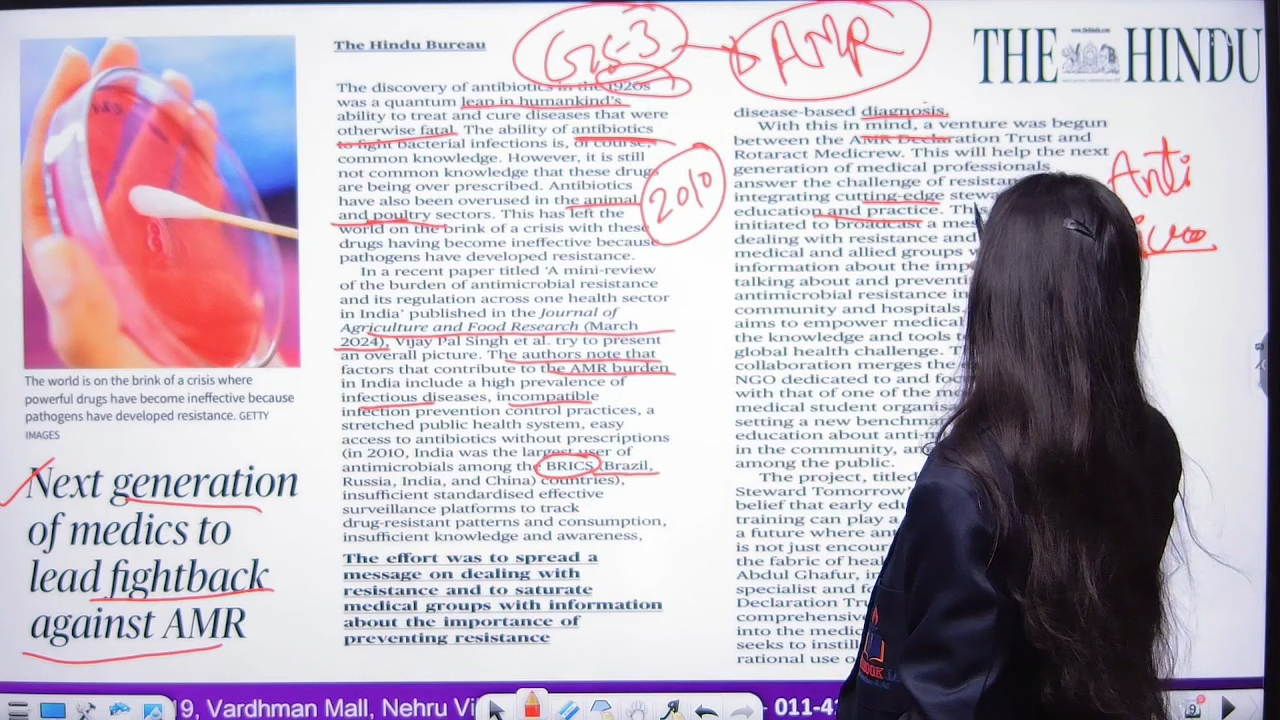 GS-3 → AMR
THE HINDU
www.thehindu.com
The Hindu Bureau
The discovery of antibiotics in the 1920s
was a quantum leap in humankind's
ability to treat and cure diseases that were
otherwise fatal. The ability of antibiotics
to fight bacterial infections is, of course,
common knowledge. However, it is still
not common knowledge that these drugs
are being over prescribed. Antibiotics
have also been overused in the animal
and poultry sectors. This has left the
world on the brink of a crisis with these
drugs having become ineffective because
pathogens have developed resistance.
In a recent paper titled 'A mini-review
of the burden of antimicrobial resistance
and its regulation across one health sector
in India' published in the Journal of
Agriculture and Food Research (March
2024), Vijay Pal Singh et al. try to present
an overall picture. The authors note that
factors that contribute to the AMR burden
in India include a high prevalence of
infectious diseases, incompatible
infection prevention control practices, a
stretched public health system, easy
access to antibiotics without prescriptions
(in 2010, India was the largest user of
antimicrobials among the BRICS (Brazil,
Russia, India, and China) countries),
insufficient standardised effective
surveillance platforms to track
drug-resistant patterns and consumption,
insufficient knowledge and awareness,
The effort was to spread a
message on dealing with
resistance and to saturate
medical groups with information
about the importance of
preventing resistance
2010
disease-based diagnosis.
With this in mind, a venture was begun
between the AMR Declaration Trust and
Rotaract Medicrew. This will help the next
generation of medical professionals
answer the challenge of
integrating cutting-edge
education and practice.
initiated to broadcast a
dealing with resistance and
medical and allied groups
information about the
talking about and
antimicrobial resistance in
community and hospitals.
aims to empower medical
the knowledge and tools
global health challenge.
collaboration merges the
NGO dedicated to and
with that of one of the
medical student
setting a new
education about
in the community,
among the public.
The project, titled
Steward Tomorrow'
belief that early
training can play a
a future where
is not just
the fabric of
Abdul Ghafur,
specialist and
Declaration
comprehensive
into the
seeks to
rational use
Anti
The world is on the brink of a crisis where
powerful drugs have become ineffective because
pathogens have developed resistance. GETTY
IMAGES
Next generation
of medics to
lead fightback
against AMR
9, Vardhman Mall, Nehru